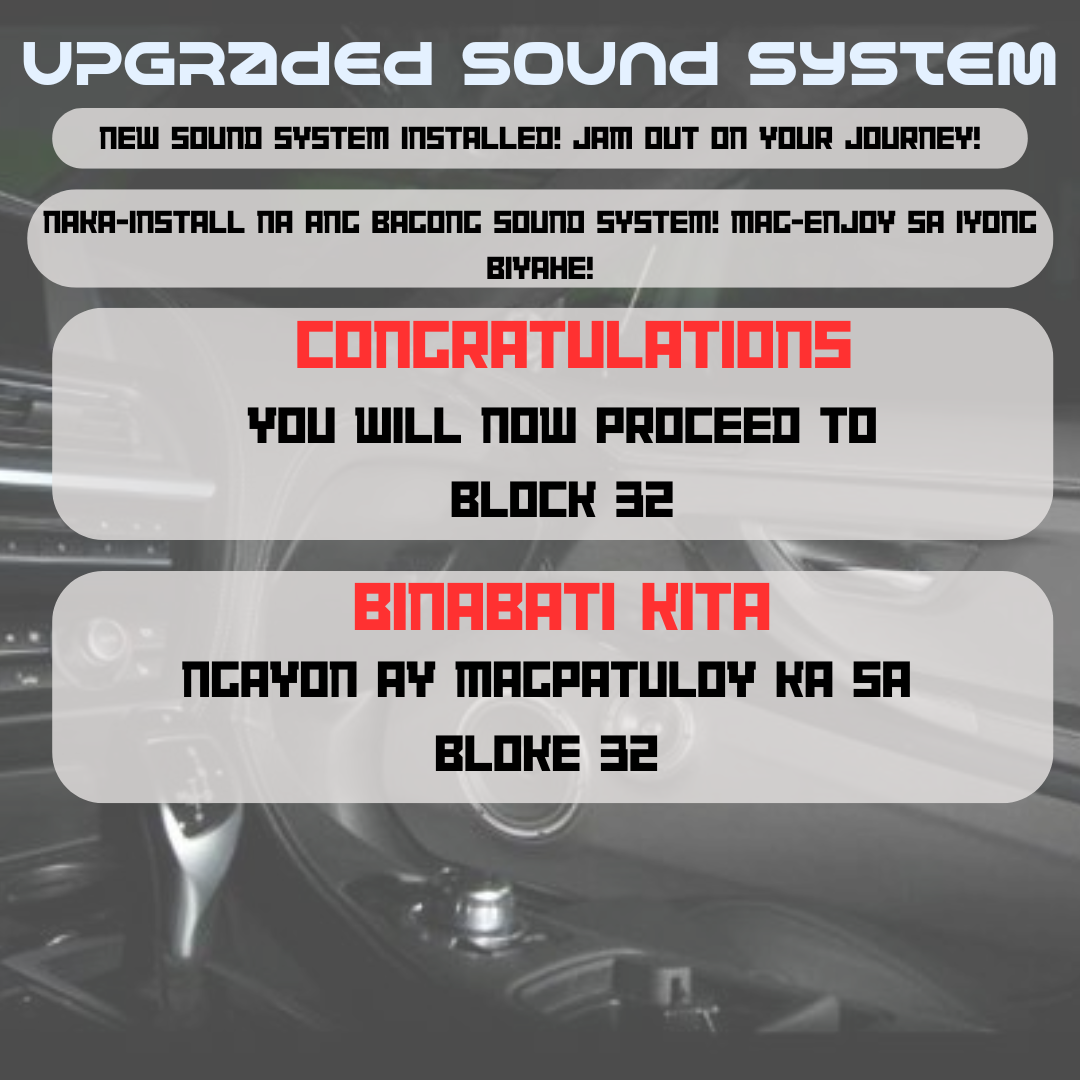 UPGRADED SOUND SYSTEM
NEW SOUND SYSTEM INSTALLED! JAM OUT ON YOUR JOURNEY!
NAKA-INSTALL NA ANG BAGONG SOUND SYSTEM! MAG-ENJOY SA IYONG
BIYAHE!
CONGRATULATIONS
YOU WILL NOW PROCEED TO
BLOCK 32
BINABATI KITA
NGAYON AY MAGPATULOY KA SA
BLOKE 32